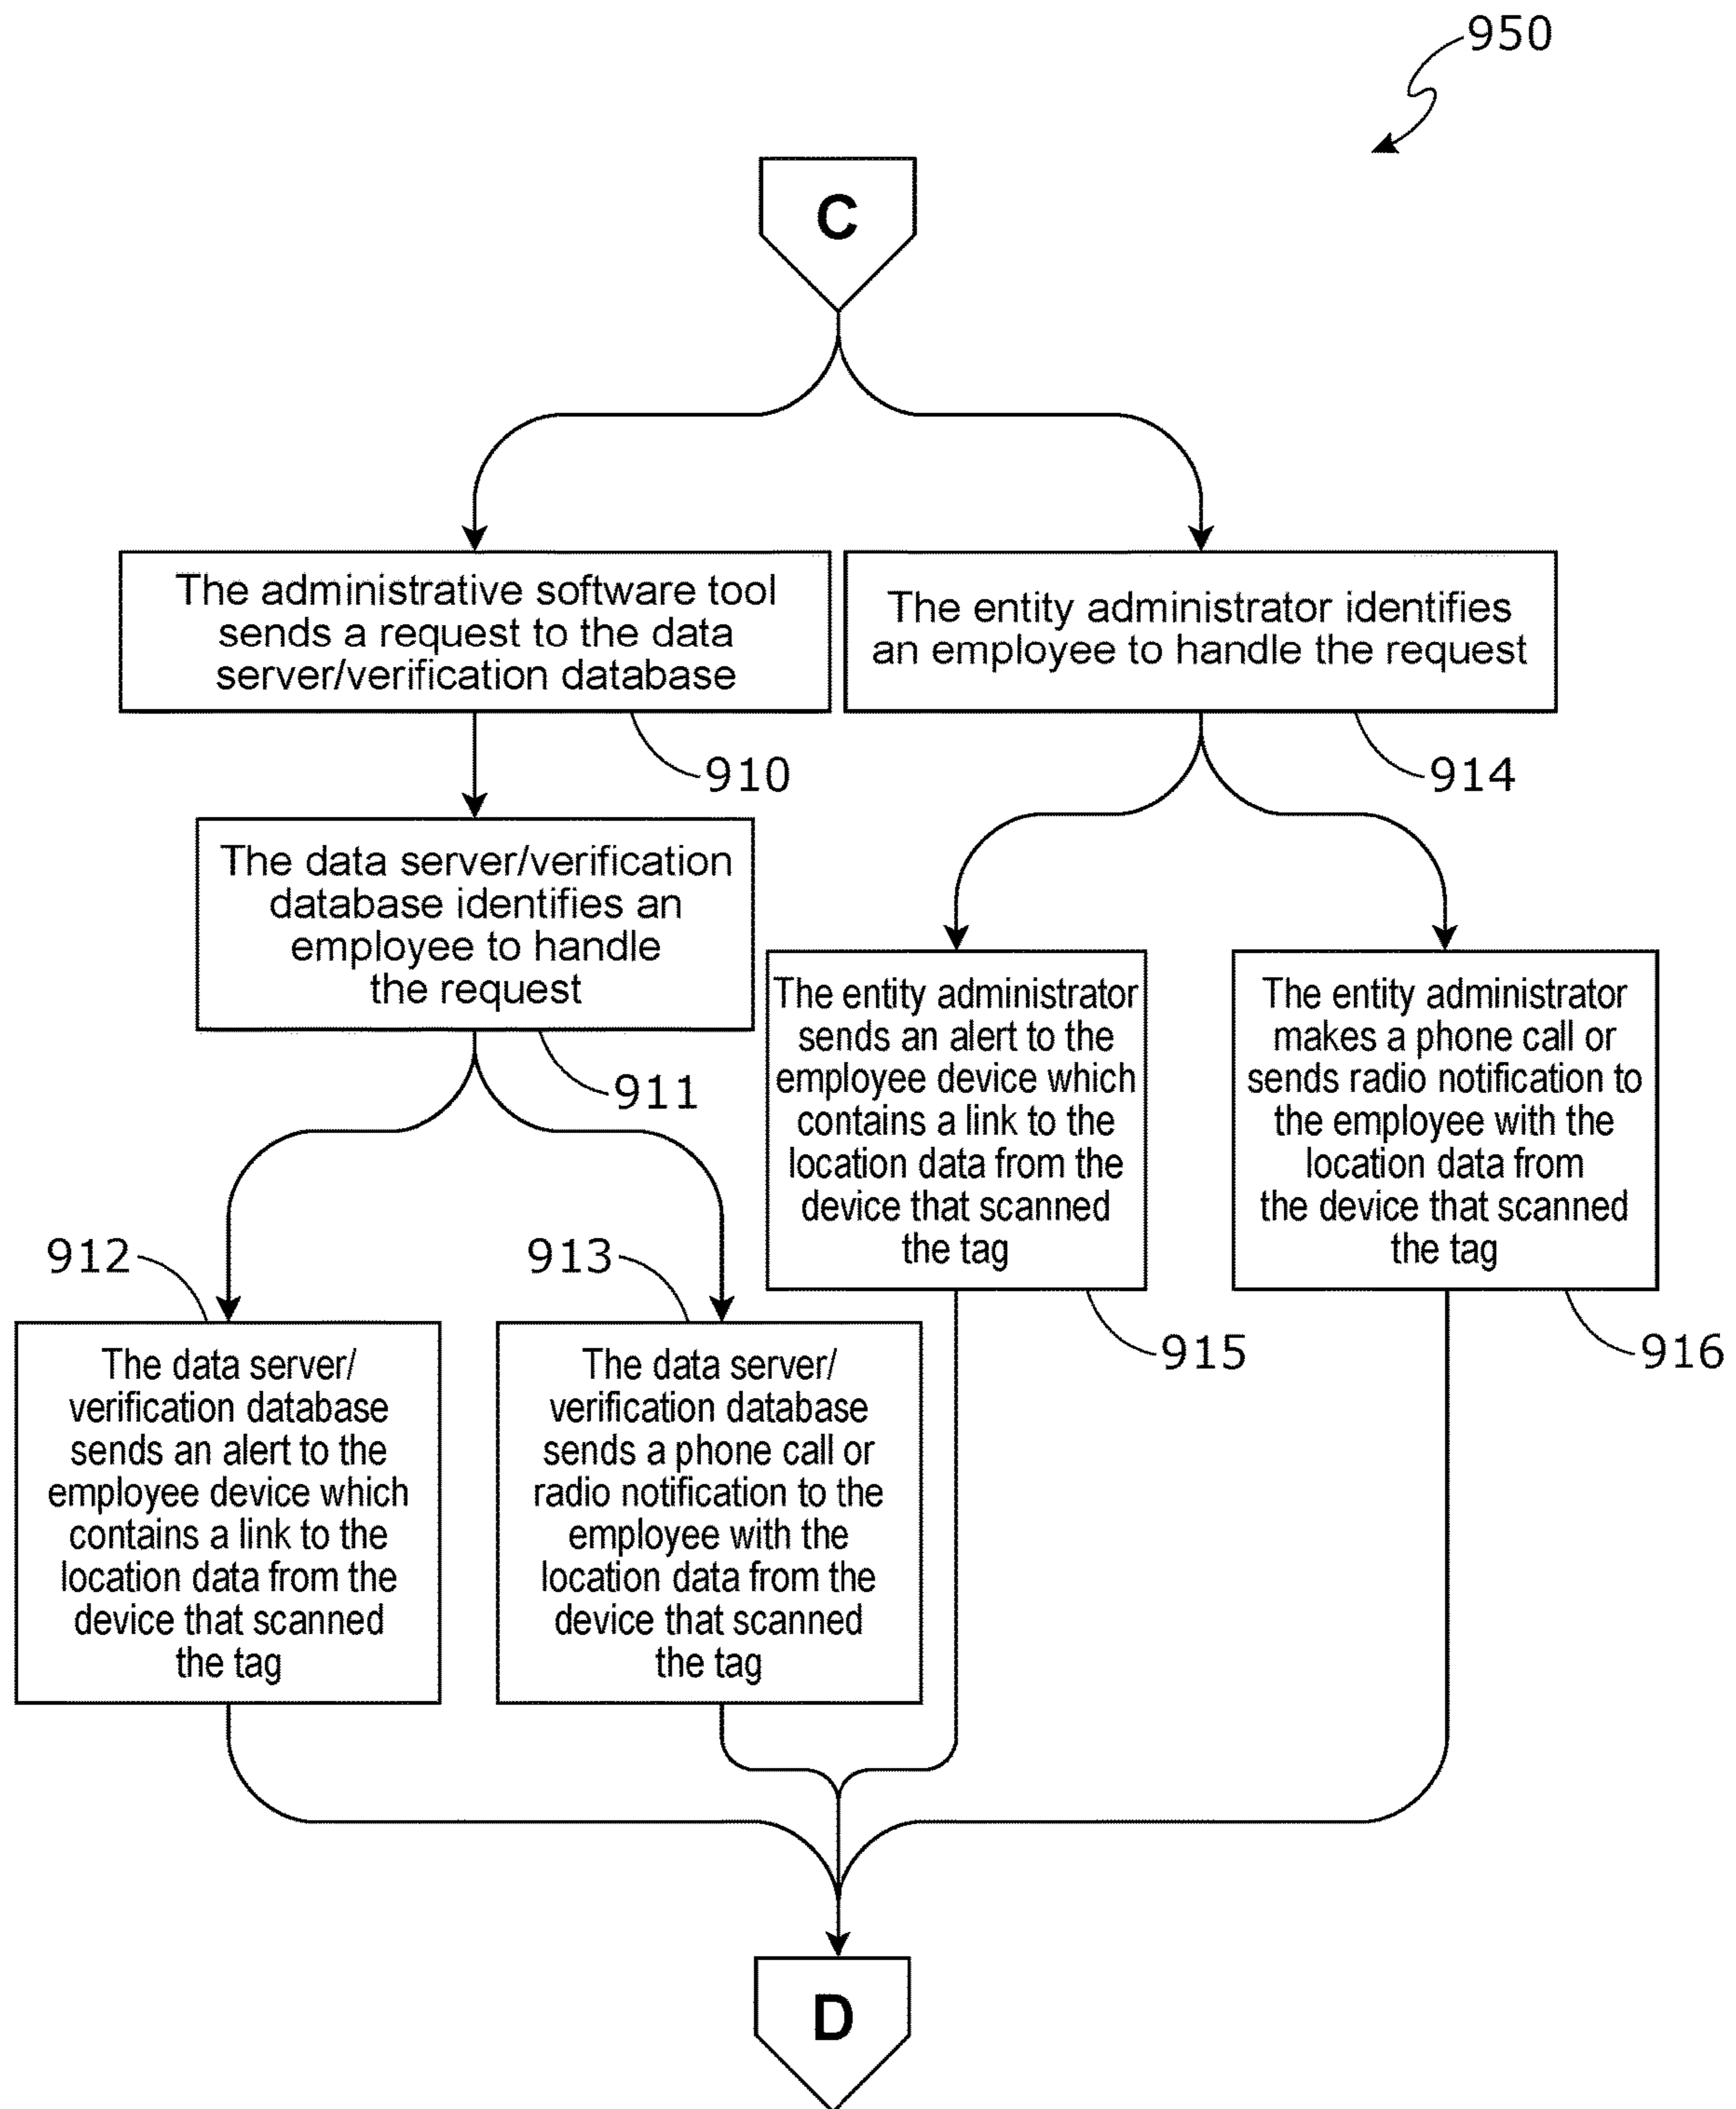 950
C
The administrative software tool
sends a request to the data
server/verification database
910
The entity administrator identifies
an employee to handle the request
914
The data server/verification
database identifies an
employee to handle
the request
911
The entity administrator
sends an alert to the
employee device which
contains a link to the
location data from the
device that scanned
the tag
915
The entity administrator
makes a phone call or
sends radio notification to
the employee with the
location data from
the device that scanned
the tag
916
912
The data server/
verification database
sends an alert to the
employee device which
contains a link to the
location data from the
device that scanned
the tag
913
The data server/
verification database
sends a phone call or
radio notification to the
employee with the
location data from the
device that scanned
the tag
D